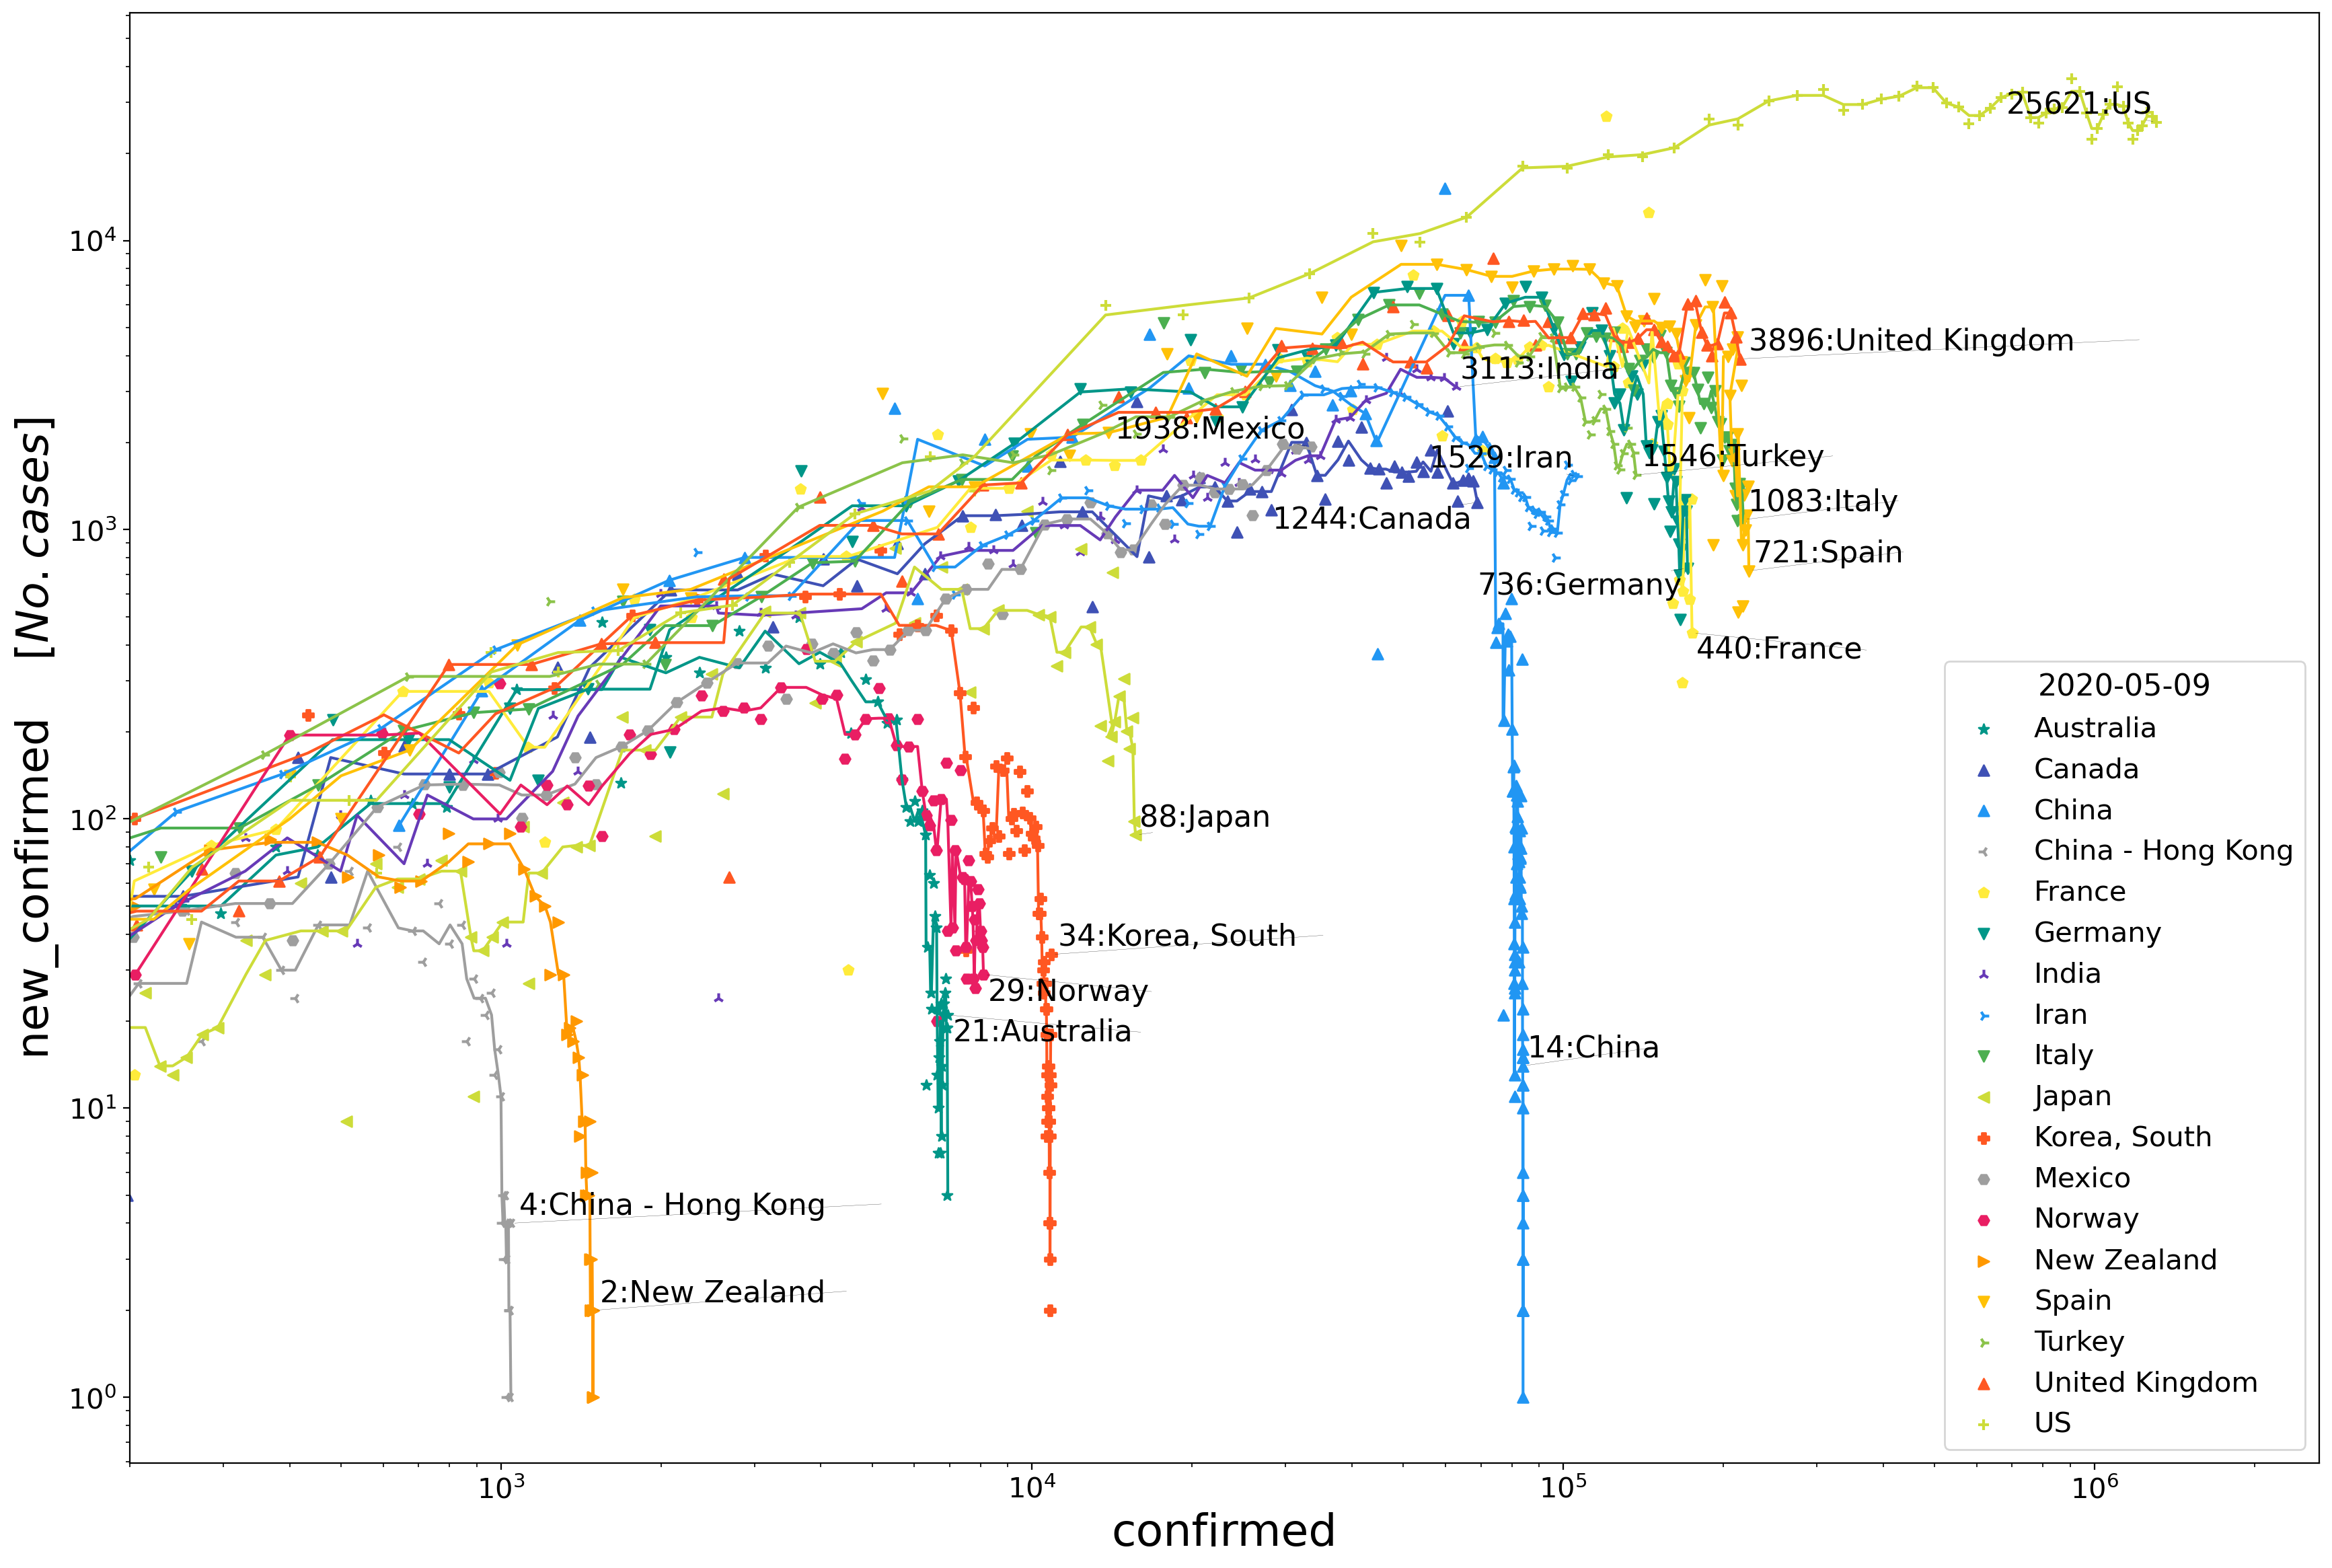 10^4
10^3
10^2
10^1
10^0
new_confirmed [No.cases]
25621:US
3896:United Kingdom
3113:India
1938:Mexico
1529:Iran
1546:Turkey
1083:Italy
1244:Canada
721:Spain
736:Germany
440:France
88:Japan
34:Korea, South
29:Norway
21:Australia
14:China
4:China - Hong Kong
2:New Zealand
2020-05-09
Australia
Canada
China
China - Hong Kong
France
Germany
India
Iran
Italy
Japan
Korea, South
Mexico
Norway
New Zealand
Spain
Turkey
United Kingdom
US
10^3 10^4 10^5 10^6
confirmed